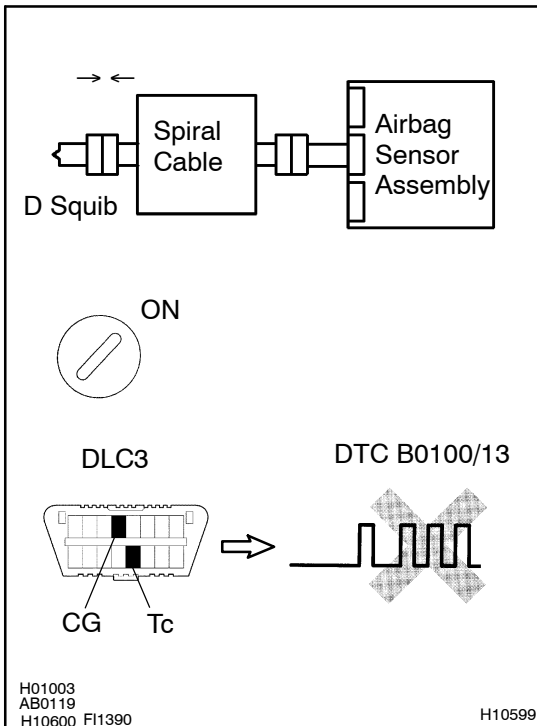 Spiral
Cable
Airbag
Sensor
Assembly
D Squib
ON
DLC3
DTC B0100/13
CG
Tc
H01003
AB0119
H10600 FI1390
H10599